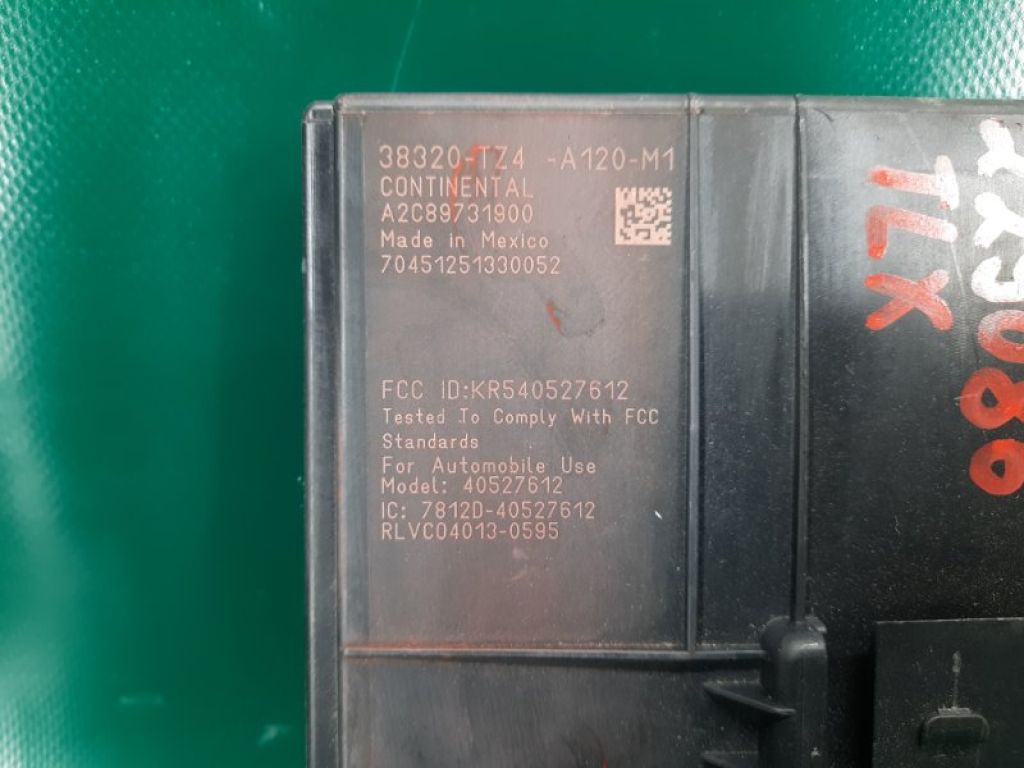 38320-TZ4 -A120-M1
CONTINENTAL
A2C89731900
Made in Mexico
70451251330052
FCC ID:KR540527612
Tested To Comply With FCC
Standards
For Automobile Use
Model: 40527612
IC: 7812D-40527612
RLVC04013-0595
TLX